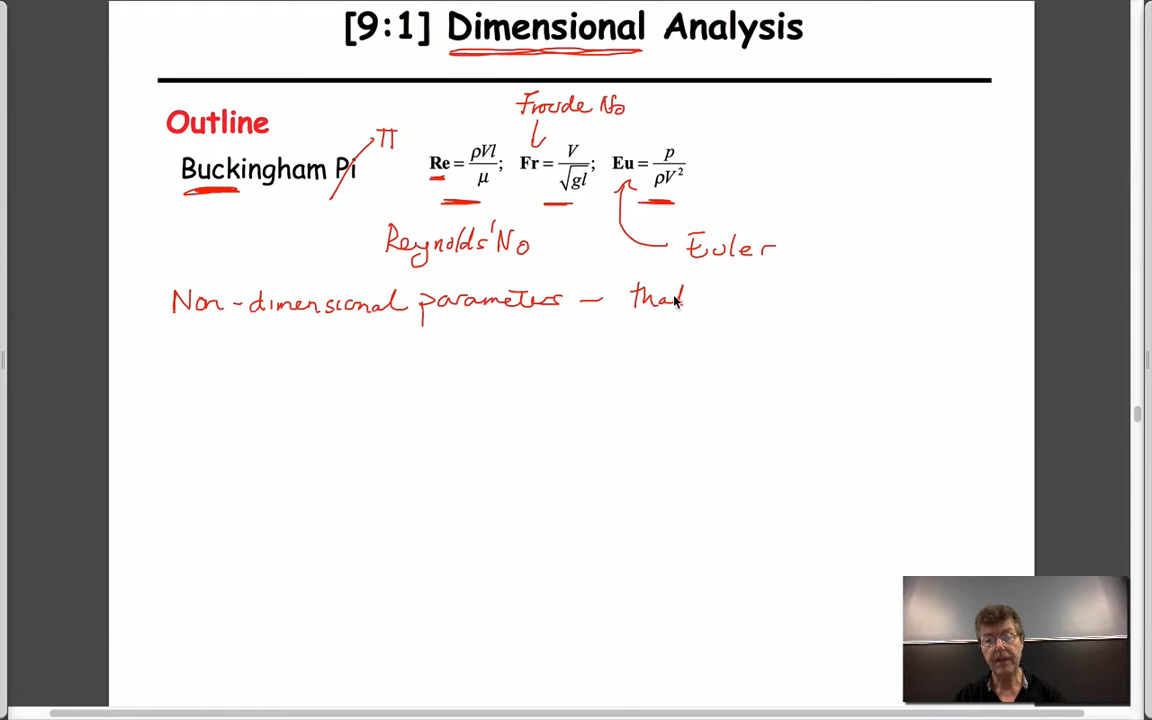 [9:1] Dimensional Analysis
Outline
Froude No
Buckingham Pi π Re = ρVl/μ; Fr = V/√gl; Eu = p/ρV²
Reynolds' No Euler
Non-dimensional parameters – that